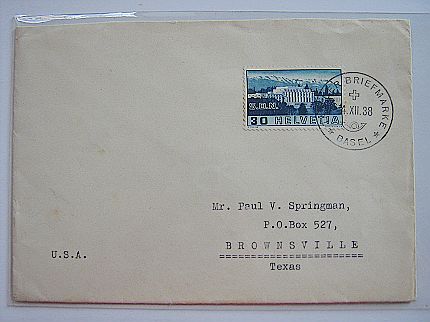 BRIEFMARKE
.XII.38
BASEL
S.D.N.
30 HELVETIA
Mr. Paul V. Springman,
P.O.Box 527,
BROWNSVILLE
U.S.A.
Texas